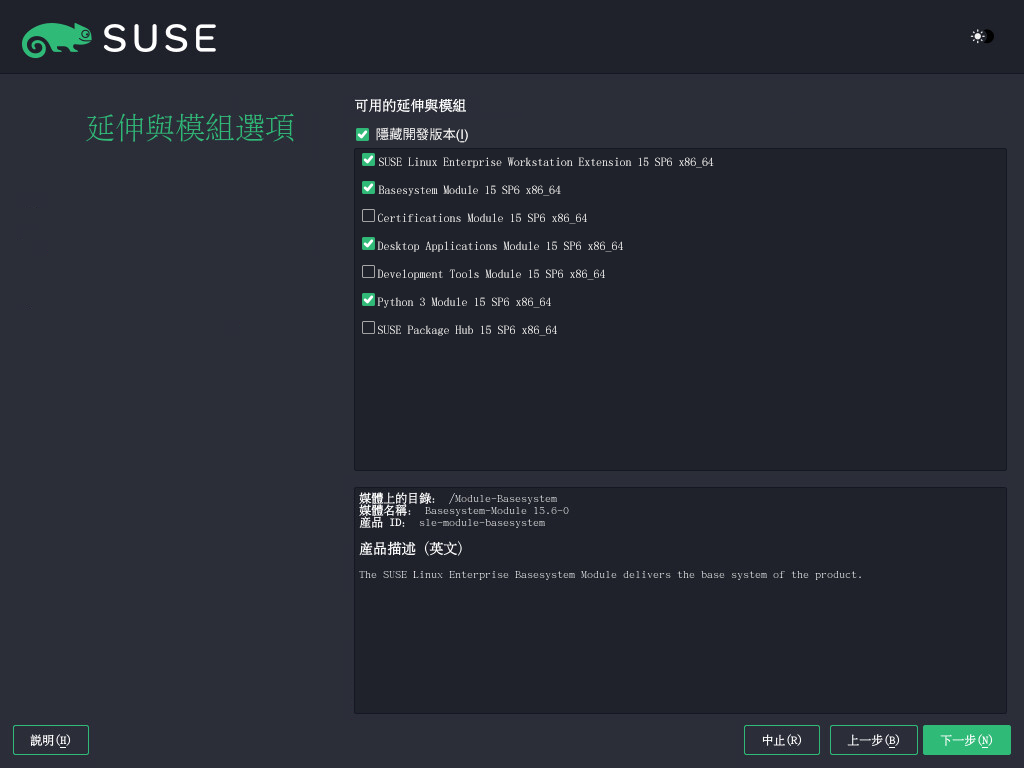 SUSE
延伸與模組選項
可用的延伸與模組
隱藏開發版本(I)
SUSE Linux Enterprise Workstation Extension 15 SP6 x86_64
Basesystem Module 15 SP6 x86_64
Certifications Module 15 SP6 x86_64
Desktop Applications Module 15 SP6 x86_64
Development Tools Module 15 SP6 x86_64
Python 3 Module 15 SP6 x86_64
SUSE Package Hub 15 SP6 x86_64
媒體上的目錄： /Module-Basesystem
媒體名稱： Basesystem-Module 15.6-0
產品 ID： sle-module-basesystem
產品描述 (英文)
The SUSE Linux Enterprise Basesystem Module delivers the base system of the product.
說明(H)
中止(R)
上一步(B)
下一步(N)